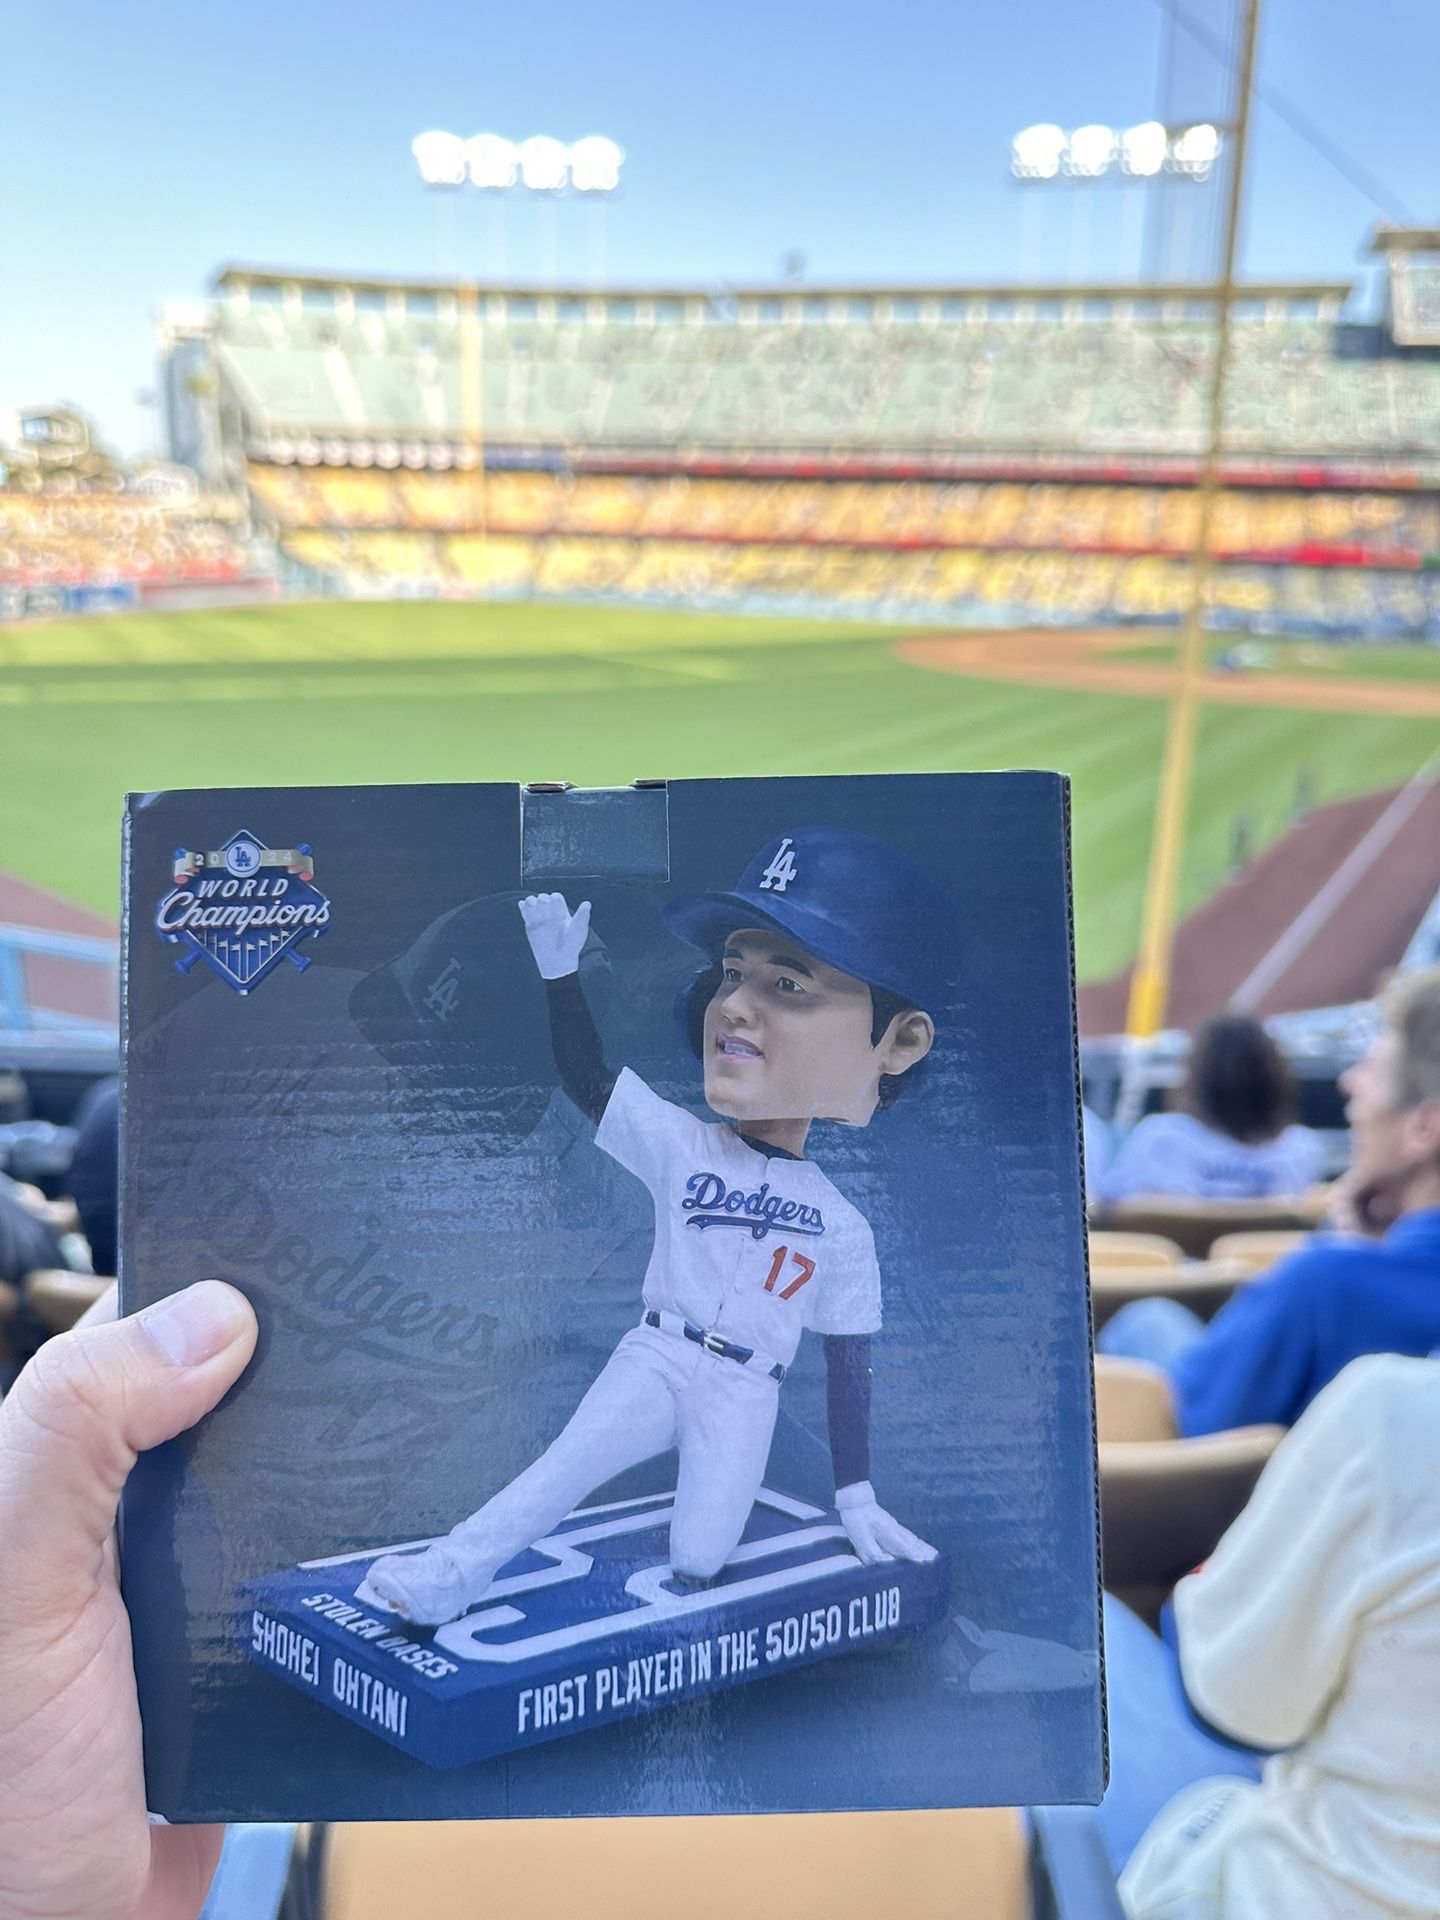 2024
WORLD
Champions
LA
LA
Dodgers
17
Dodgers
17
STOLEN BASES
SHOHEI OHTANI
FIRST PLAYER IN THE 50/50 CLUB